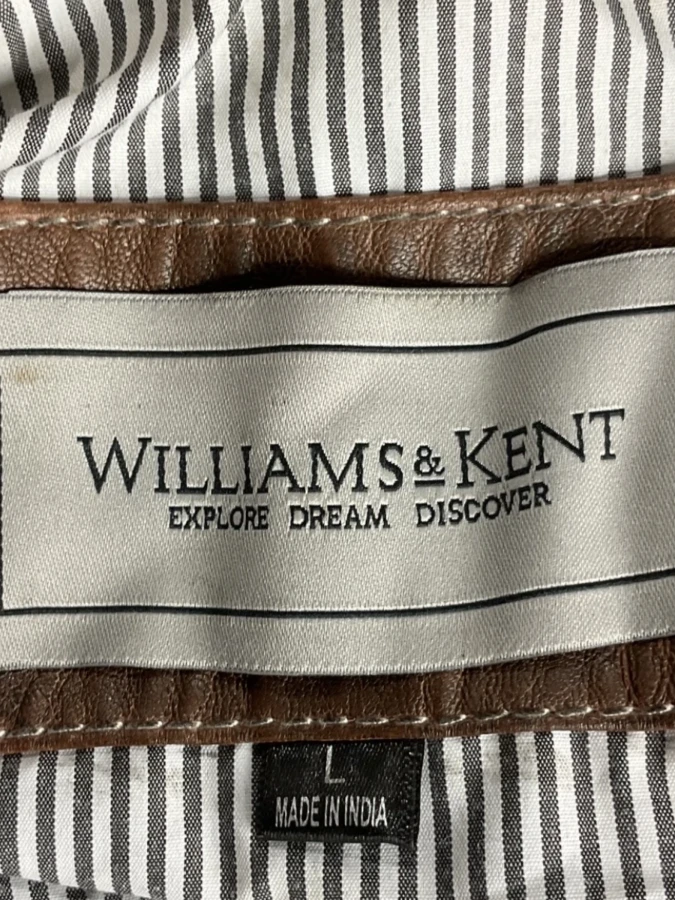 WILLIAMS & KENT
EXPLORE DREAM DISCOVER
L
MADE IN INDIA